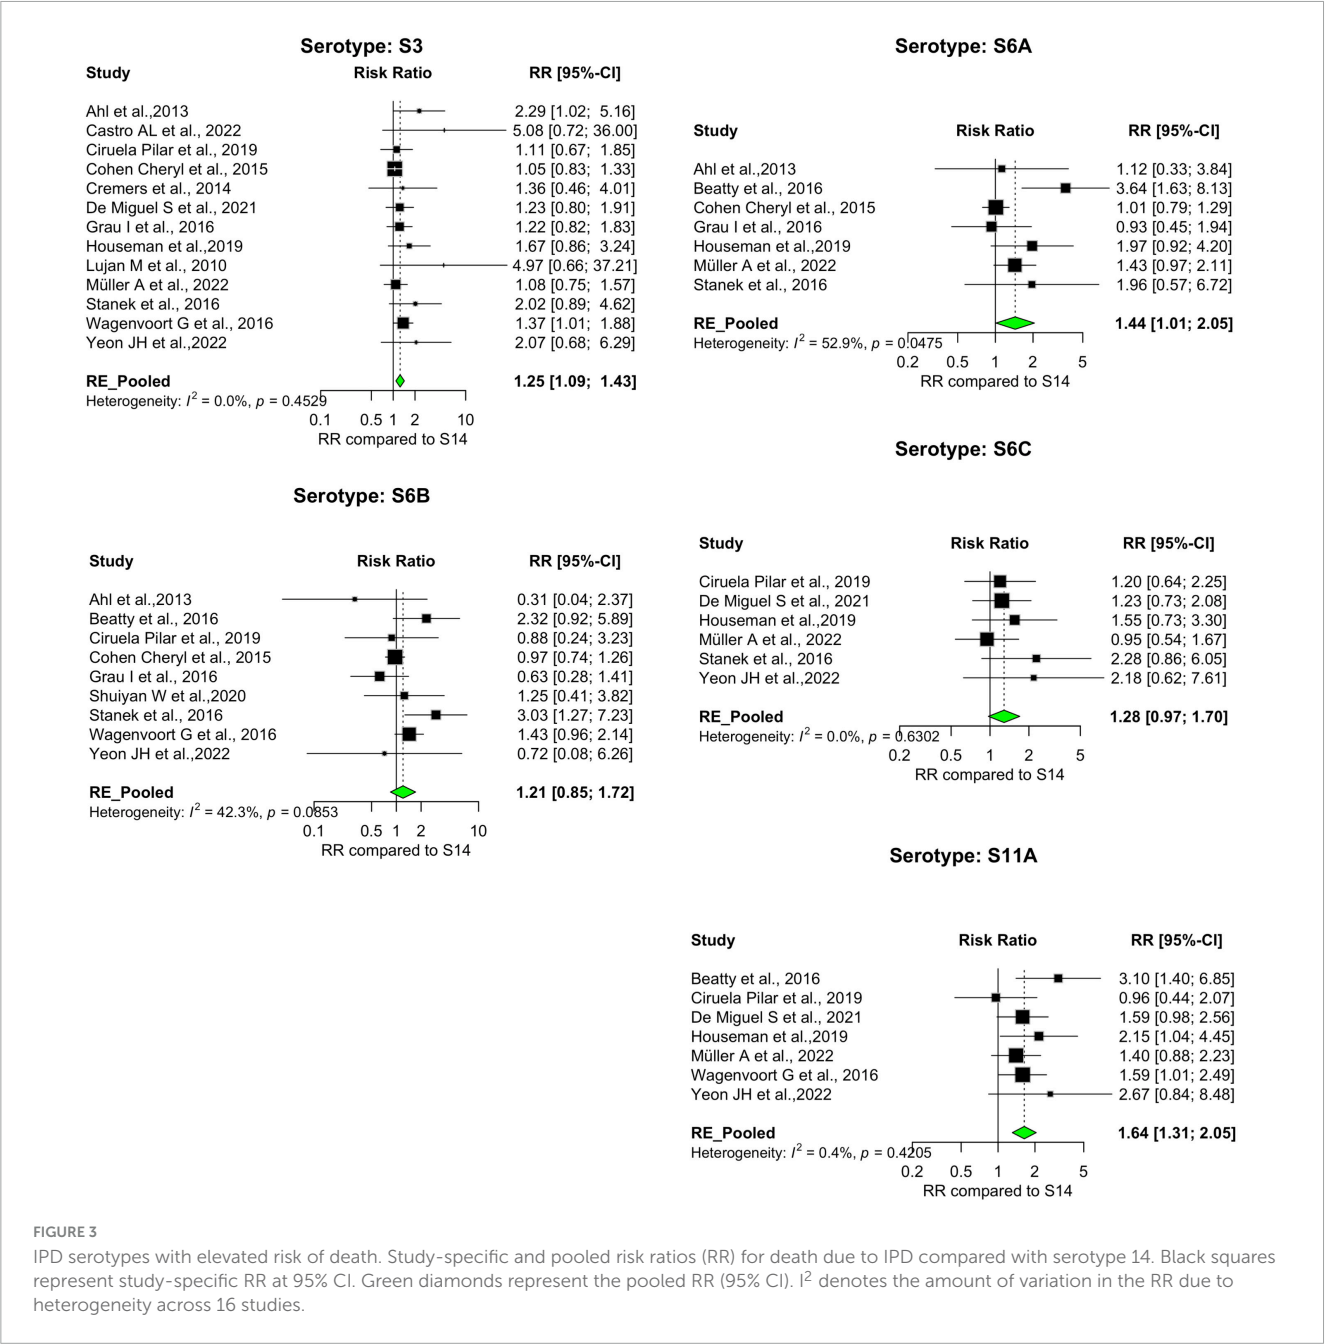 Serotype: S3
Study Risk Ratio RR [95%-CI]
Ahl et al.,2013 2.29 [1.02; 5.16]
Castro AL et al., 2022 5.08 [0.72; 36.00]
Ciruela Pilar et al., 2019 1.11 [0.67; 1.85]
Cohen Cheryl et al., 2015 1.05 [0.83; 1.33]
Cremers et al., 2014 1.36 [0.46; 4.01]
De Miguel S et al., 2021 1.23 [0.80; 1.91]
Grau I et al., 2016 1.22 [0.82; 1.83]
Houseman et al.,2019 1.67 [0.86; 3.24]
Lujan M et al., 2010 4.97 [0.66; 37.21]
Müller A et al., 2022 1.08 [0.75; 1.57]
Stanek et al., 2016 2.02 [0.89; 4.62]
Wagenvoort G et al., 2016 1.37 [1.01; 1.88]
Yeon JH et al.,2022 2.07 [0.68; 6.29]
RE_Pooled 1.25 [1.09; 1.43]
Heterogeneity: I² = 0.0%, p = 0.4529
0.1 0.5 1 2 10
RR compared to S14
Serotype: S6A
Study Risk Ratio RR [95%-CI]
Ahl et al.,2013 1.12 [0.33; 3.84]
Beatty et al., 2016 3.64 [1.63; 8.13]
Cohen Cheryl et al., 2015 1.01 [0.79; 1.29]
Grau I et al., 2016 0.93 [0.45; 1.94]
Houseman et al.,2019 1.97 [0.92; 4.20]
Müller A et al., 2022 1.43 [0.97; 2.11]
Stanek et al., 2016 1.96 [0.57; 6.72]
RE_Pooled 1.44 [1.01; 2.05]
Heterogeneity: I² = 52.9%, p = 0.0475
0.2 0.5 1 2 5
RR compared to S14
Serotype: S6B
Study Risk Ratio RR [95%-CI]
Ahl et al.,2013 0.31 [0.04; 2.37]
Beatty et al., 2016 2.32 [0.92; 5.89]
Ciruela Pilar et al., 2019 0.88 [0.24; 3.23]
Cohen Cheryl et al., 2015 0.97 [0.74; 1.26]
Grau I et al., 2016 0.63 [0.28; 1.41]
Shuiyan W et al.,2020 1.25 [0.41; 3.82]
Stanek et al., 2016 3.03 [1.27; 7.23]
Wagenvoort G et al., 2016 1.43 [0.96; 2.14]
Yeon JH et al.,2022 0.72 [0.08; 6.26]
RE_Pooled 1.21 [0.85; 1.72]
Heterogeneity: I² = 42.3%, p = 0.0853
0.1 0.5 1 2 10
RR compared to S14
Serotype: S6C
Study Risk Ratio RR [95%-CI]
Ciruela Pilar et al., 2019 1.20 [0.64; 2.25]
De Miguel S et al., 2021 1.23 [0.73; 2.08]
Houseman et al.,2019 1.55 [0.73; 3.30]
Müller A et al., 2022 0.95 [0.54; 1.67]
Stanek et al., 2016 2.28 [0.86; 6.05]
Yeon JH et al.,2022 2.18 [0.62; 7.61]
RE_Pooled 1.28 [0.97; 1.70]
Heterogeneity: I² = 0.0%, p = 0.6302
0.2 0.5 1 2 5
RR compared to S14
Serotype: S11A
Study Risk Ratio RR [95%-CI]
Beatty et al., 2016 3.10 [1.40; 6.85]
Ciruela Pilar et al., 2019 0.96 [0.44; 2.07]
De Miguel S et al., 2021 1.59 [0.98; 2.56]
Houseman et al.,2019 2.15 [1.04; 4.45]
Müller A et al., 2022 1.40 [0.88; 2.23]
Wagenvoort G et al., 2016 1.59 [1.01; 2.49]
Yeon JH et al.,2022 2.67 [0.84; 8.48]
RE_Pooled 1.64 [1.31; 2.05]
Heterogeneity: I² = 0.4%, p = 0.4205
0.2 0.5 1 2 5
RR compared to S14
FIGURE 3
IPD serotypes with elevated risk of death. Study-specific and pooled risk ratios (RR) for death due to IPD compared with serotype 14. Black squares
represent study-specific RR at 95% CI. Green diamonds represent the pooled RR (95% CI). I² denotes the amount of variation in the RR due to
heterogeneity across 16 studies.